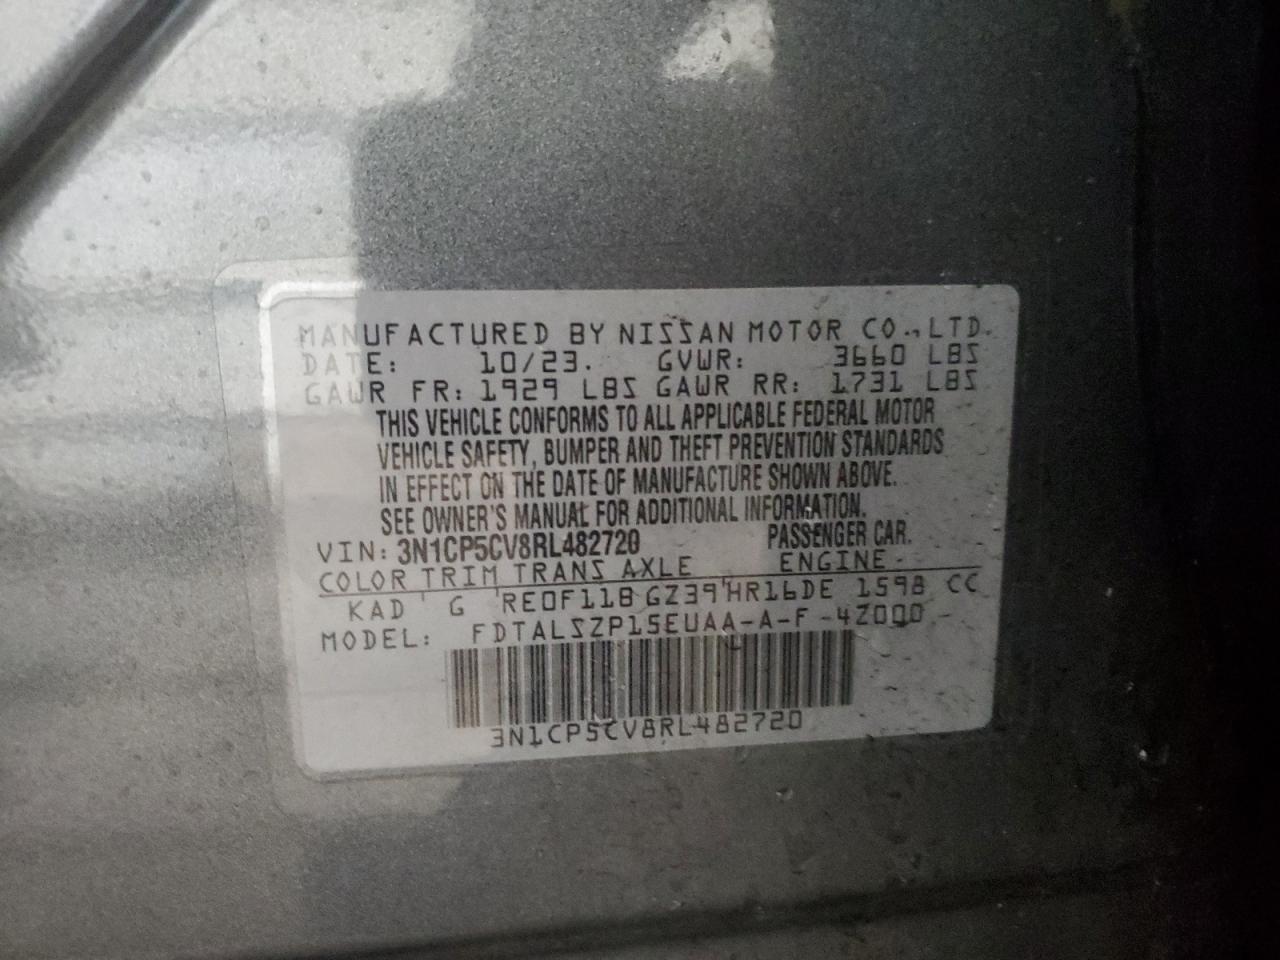 MANUFACTURED BY NISSAN MOTOR CO., LTD.
DATE: 10/23. GVWR: 3660 LBS
GAWR FR: 1929 LBS GAWR RR: 1731 LBS
THIS VEHICLE CONFORMS TO ALL APPLICABLE FEDERAL MOTOR
VEHICLE SAFETY, BUMPER AND THEFT PREVENTION STANDARDS
IN EFFECT ON THE DATE OF MANUFACTURE SHOWN ABOVE.
SEE OWNER'S MANUAL FOR ADDITIONAL INFORMATION.
VIN: 3N1CP5CV8RL482720 PASSENGER CAR.
COLOR TRIM TRANS AXLE ENGINE
KAD G RE0F11B GZ39 HR16DE 1598 CC
MODEL: FDTALSZP15EUAA-A-F-4Z000
3N1CP5CV8RL482720